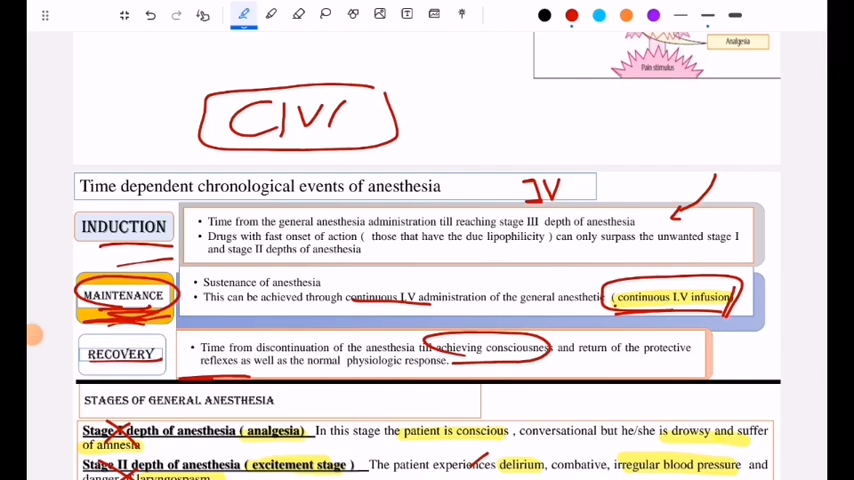 Analgesia
Pain stimulus
CIVI
Time dependent chronological events of anesthesia
IV
INDUCTION
• Time from the general anesthesia administration till reaching stage III depth of anesthesia
• Drugs with fast onset of action ( those that have the due lipophilicity ) can only surpass the unwanted stage I
and stage II depths of anesthesia
MAINTENANCE
• Sustenance of anesthesia
• This can be achieved through continuous I.V administration of the general anesthetic ( continuous I.V infusion)
RECOVERY
• Time from discontinuation of the anesthesia till achieving consciousness and return of the protective
reflexes as well as the normal physiologic response.
STAGES OF GENERAL ANESTHESIA
Stage I depth of anesthesia ( analgesia) In this stage the patient is conscious , conversational but he/she is drowsy and suffer
of amnesia
Stage II depth of anesthesia ( excitement stage ) The patient experiences delirium, combative, irregular blood pressure and
danger laryngospasm